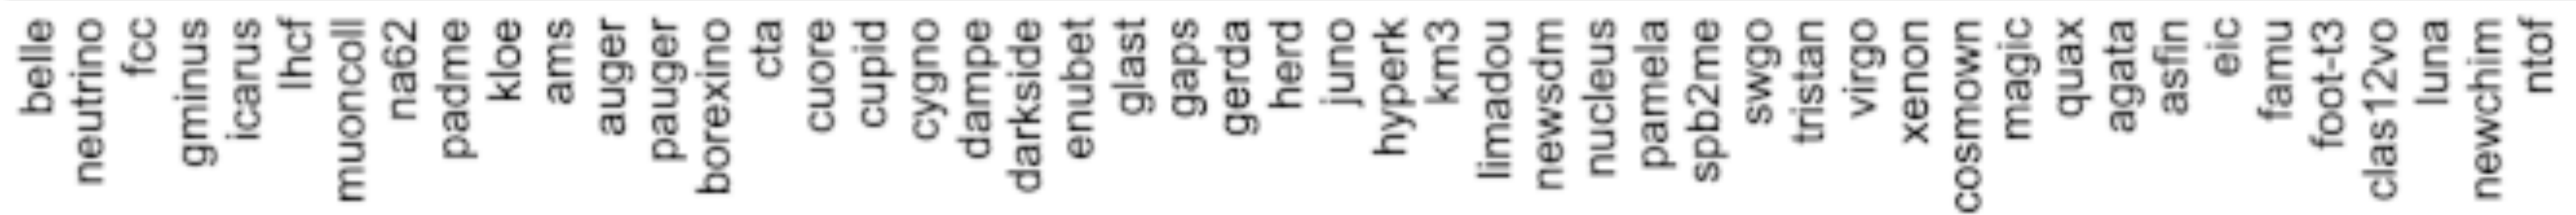 belle
neutrino
fcc
gminus
icarus
lhcf
muoncoll
na62
padme
kloe
ams
auger
pauger
borexino
cta
cuore
cupid
cygno
dampe
darkside
enubet
glast
gaps
gerda
herd
juno
hyperk
km3
limadou
newsdm
nucleus
pamela
spb2me
swgo
tristan
virgo
xenon
cosmown
magic
quax
agata
asfin
eic
famu
foot-t3
clas12vo
luna
newchim
ntof